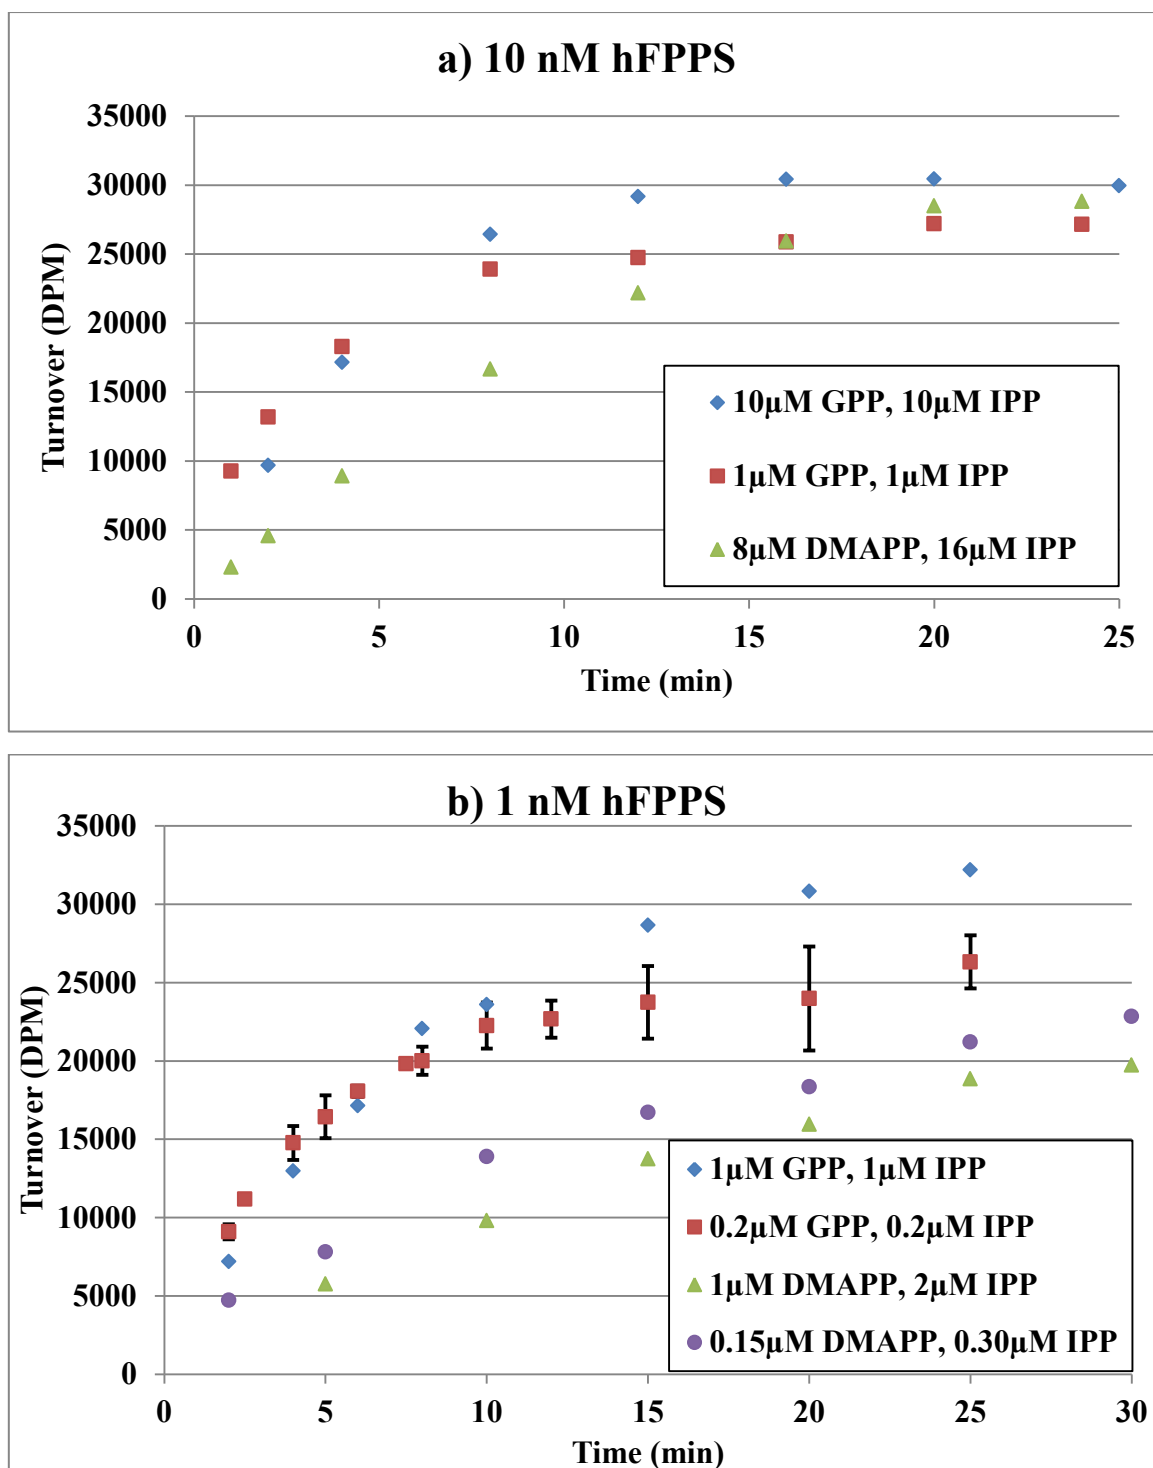 a) 10 nM hFPPS
Turnover (DPM)
35000
30000
25000
20000
15000
10000
5000
0
10µM GPP, 10µM IPP
1µM GPP, 1µM IPP
8µM DMAPP, 16µM IPP
0 5 10 15 20 25
Time (min)
b) 1 nM hFPPS
Turnover (DPM)
35000
30000
25000
20000
15000
10000
5000
0
1µM GPP, 1µM IPP
0.2µM GPP, 0.2µM IPP
1µM DMAPP, 2µM IPP
0.15µM DMAPP, 0.30µM IPP
0 5 10 15 20 25 30
Time (min)